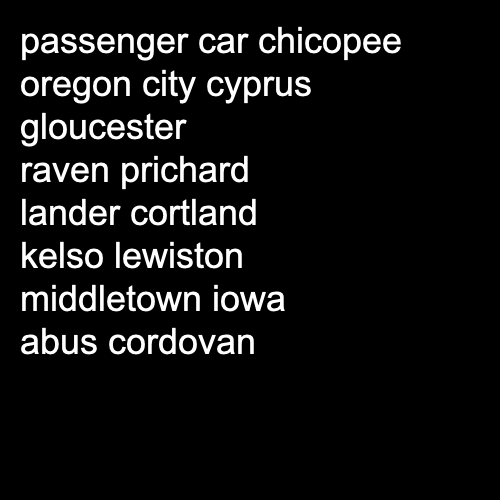 passenger car chicopee
oregon city cyprus
gloucester
raven prichard
lander cortland
kelso lewiston
middletown iowa
abus cordovan